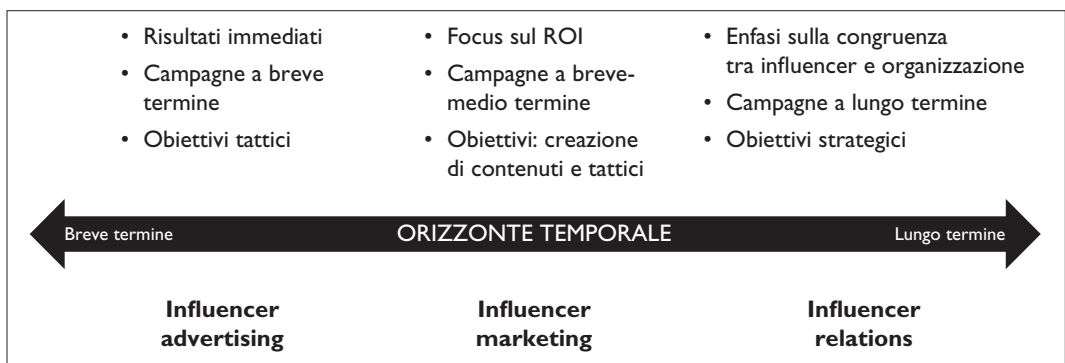 • Risultati immediati
• Campagne a breve
termine
• Obiettivi tattici
• Focus sul ROI
• Campagne a breve-
medio termine
• Obiettivi: creazione
di contenuti e tattici
• Enfasi sulla congruenza
tra influencer e organizzazione
• Campagne a lungo termine
• Obiettivi strategici
Breve termine
ORIZZONTE TEMPORALE
Lungo termine
Influencer
advertising
Influencer
marketing
Influencer
relations